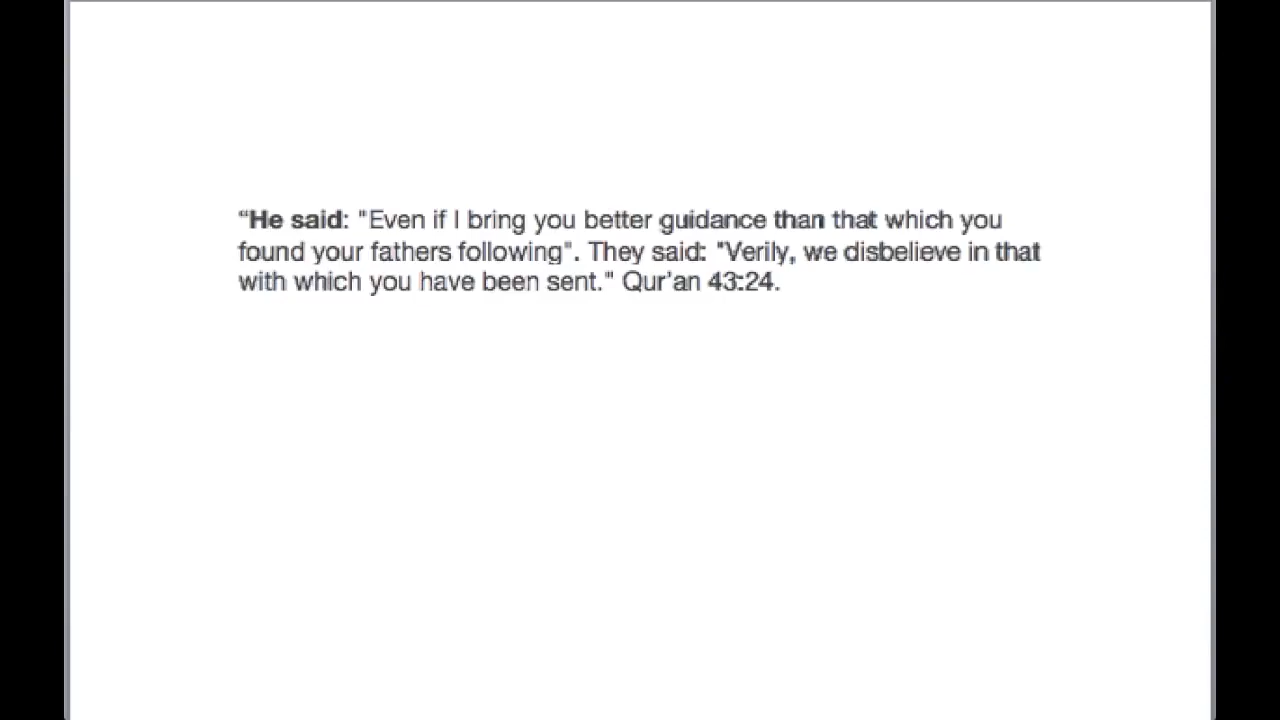 “He said: "Even if I bring you better guidance than that which you
found your fathers following". They said: "Verily, we disbelieve in that
with which you have been sent." Qur’an 43:24.